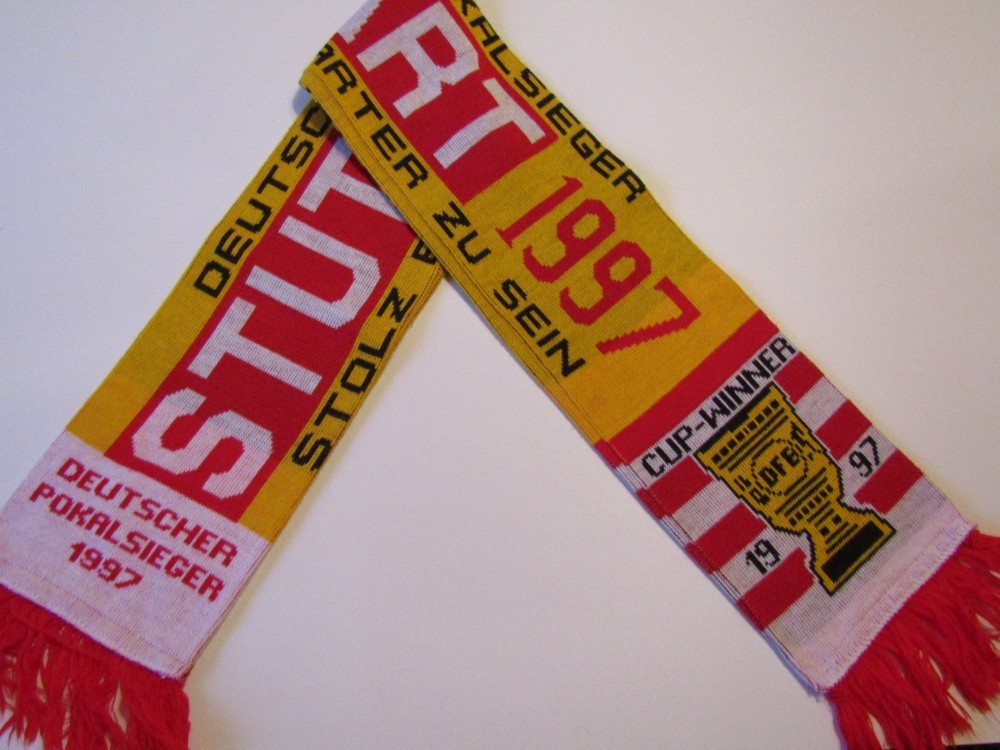 DEUTSC
STUT
STOLZ
DEUTSCHER
POKALSIEGER
1997
KALSIEGER
RT 1997
ARTER ZU SEIN
CUP-WINNER
DFB
19 97